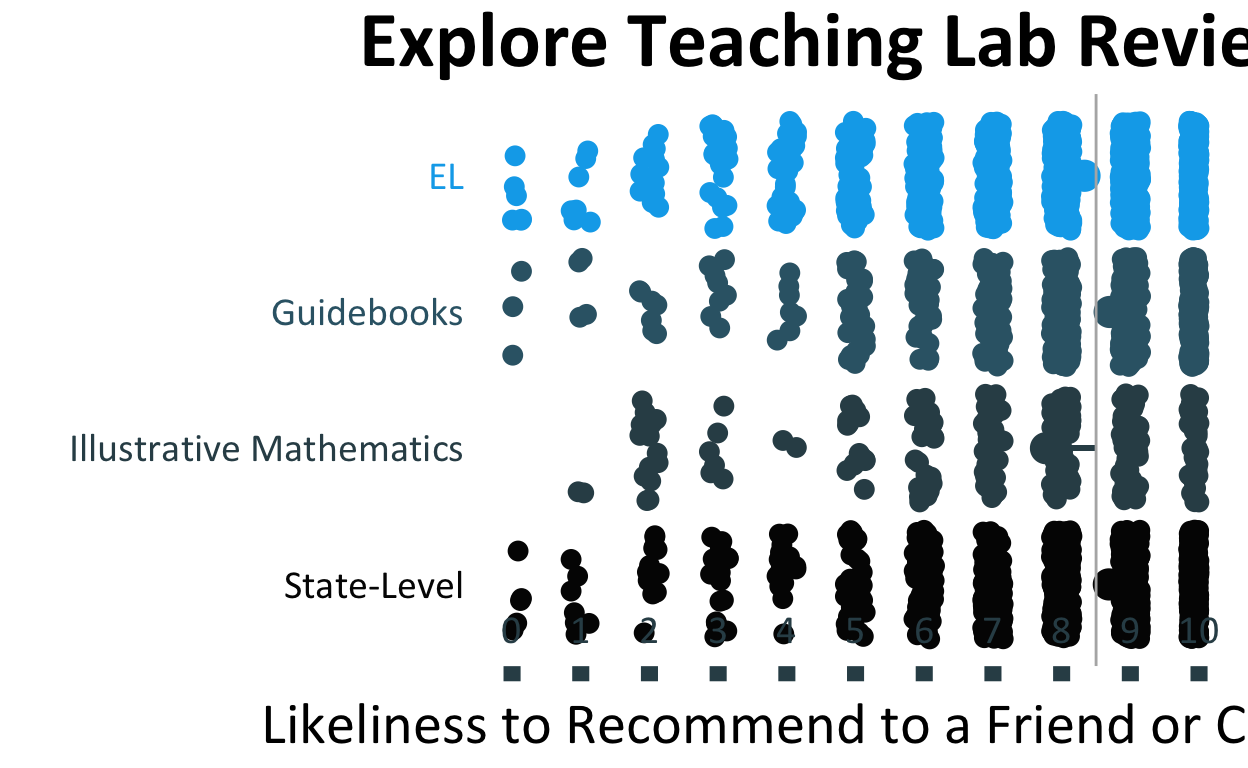 Explore Teaching Lab Revie
EL
Guidebooks
Illustrative Mathematics
State-Level
0 1 2 3 4 5 6 7 8 9 10
Likeliness to Recommend to a Friend or C